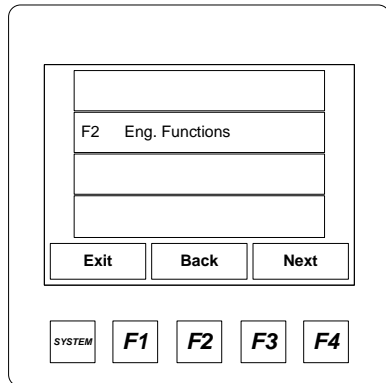 F2 Eng. Functions
Exit Back Next
SYSTEM F1 F2 F3 F4